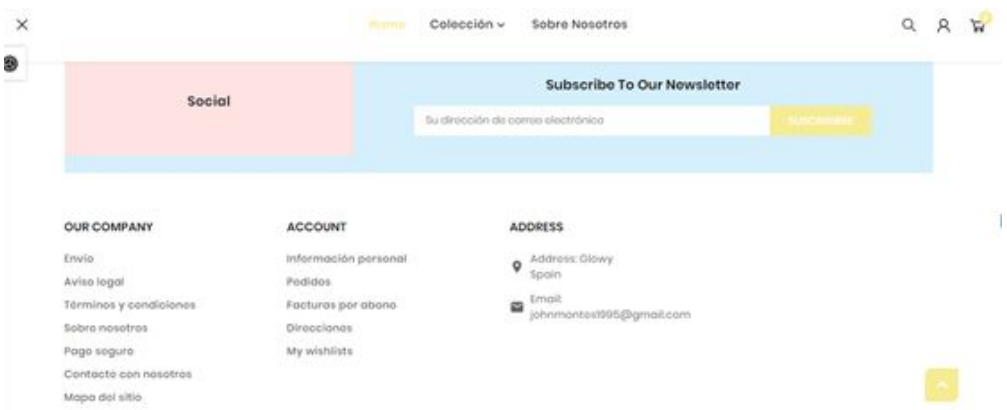 Home Colección Sobre Nosotros
Social
Subscribe To Our Newsletter
Su dirección de correo electrónico
SUSCRIBIRSE
OUR COMPANY
Envío
Aviso legal
Términos y condiciones
Sobre nosotros
Pago seguro
Contacte con nosotros
Mapa del sitio
ACCOUNT
Información personal
Pedidos
Facturas por abono
Direcciones
My wishlists
ADDRESS
Address: Glowy
Spain
Email:
johnmontes1995@gmail.com